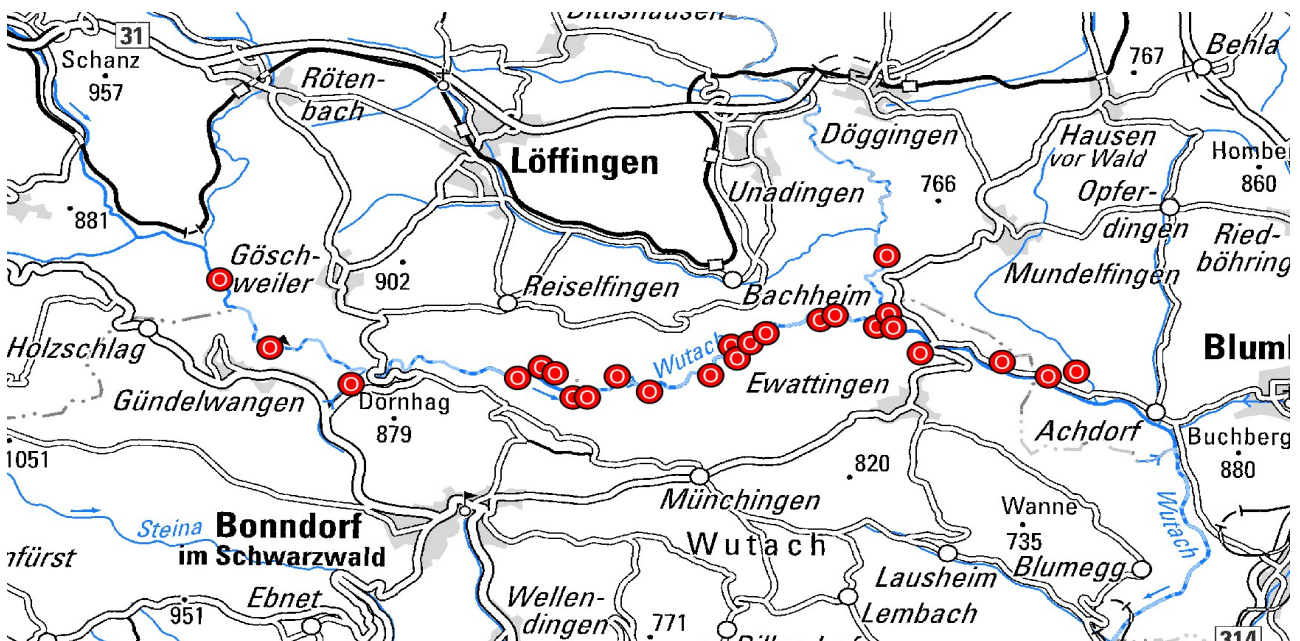 Dittishausen
31
Schanz
957
Röten-
bach
767
Behla
Löffingen
Döggingen
Hausen
vor Wald
Unadingen
766
860
Opfer-
dingen
881
Ried-
böhring
Gösch-
weiler
902
Reiselfingen
Bachheim
Mundelfingen
Holzschlag
Wutach
Gündelwangen
Dornhag
879
Ewattingen
Achdorf
Buchberg
880
1051
820
Münchingen
Wanne
735
Wutach
Steina
Bonndorf
im Schwarzwald
Wutach
Lausheim
Blumegg
951
Ebnet
Wellen-
dingen
771
Lembach
314